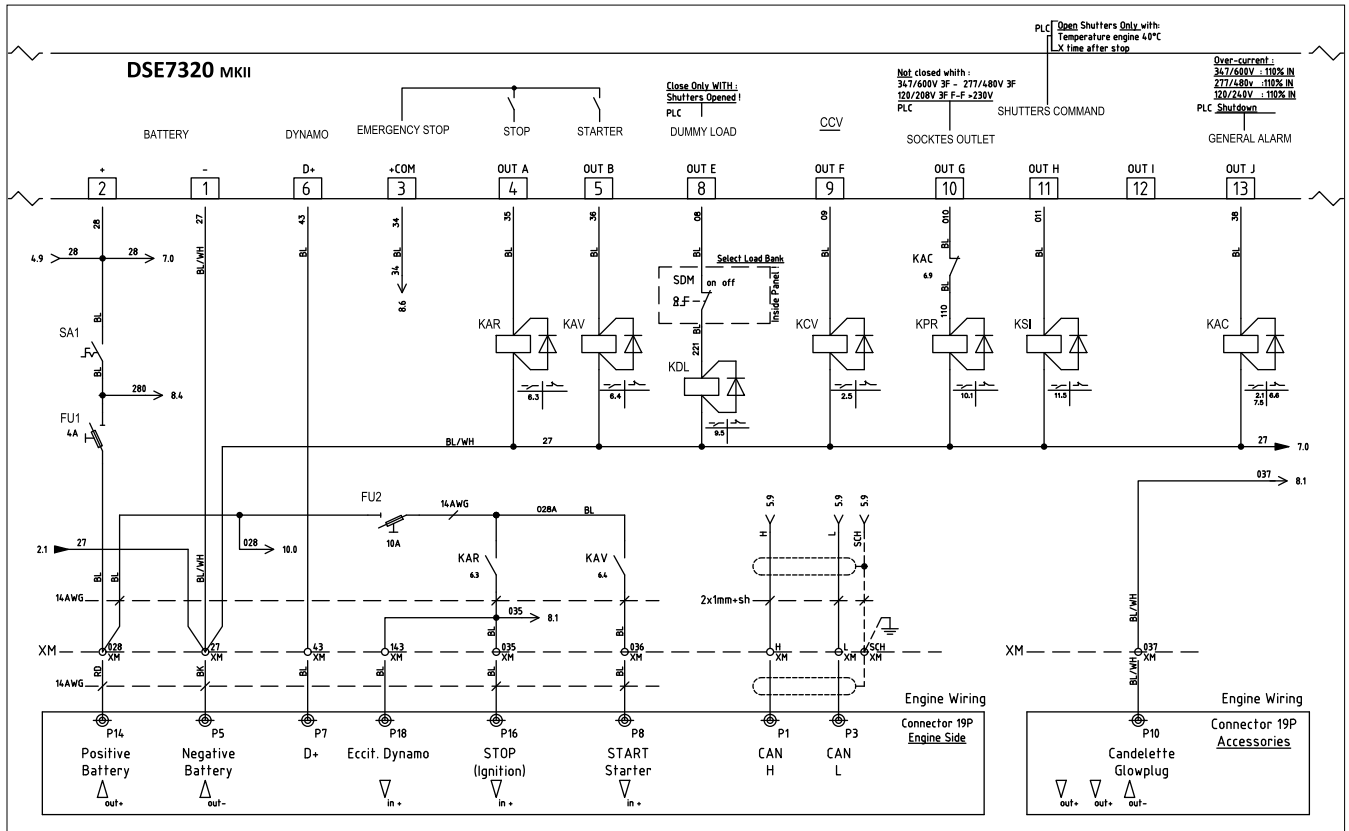 PLC Open Shutters Only with:
Temperature engine 40°C
X time after stop
DSE7320 MKII
Close Only WITH :
Shutters Opened !
PLC
Not closed whith :
347/600V 3F - 277/480V 3F
120/208V 3F F-F >230V
PLC
Over-current :
347/600V : 110% IN
277/480v :110% IN
120/240V : 110% IN
PLC Shutdown
BATTERY
DYNAMO
EMERGENCY STOP
STOP
STARTER
DUMMY LOAD
CCV
SOCKTES OUTLET
SHUTTERS COMMAND
GENERAL ALARM
+ - D+ +COM OUT A OUT B OUT E OUT F OUT G OUT H OUT I OUT J
2 1 6 3 4 5 8 9 10 11 12 13
28 27 43 34 35 36 08 09 010 011 38
BL/WH BL BL BL BL BL BL BL BL BL
4.9 28 28 7.0
34
8.6
Select Load Bank
SDM on off
Inside Panel
KAC
6.9
BL
110
BL
SA1
BL
280 8.4
FU1
4A
BL
221
KAR KAV KDL KCV KPR KSI KAC
6.3 6.4 9.5 2.5 10.1 11.5 2.1 6.6
7.5
BL/WH 27 27 7.0
037 8.1
FU2
10A
14AWG 028A BL
2.1 27
028 10.0
KAR
6.3
KAV
6.4
5.9 5.9 5.9
H L SCH
BL BL BL/WH
14AWG
2x1mm+sh
035 8.1
BL BL
BL/WH
XM 028 XM 27 XM 43 XM 143 XM 035 XM 036 XM H XM L XM SCH XM
XM 037 XM
RD BK BL BL BL BL BL/WH
14AWG
Engine Wiring
Connector 19P
Engine Side
Engine Wiring
Connector 19P
Accessories
P14 P5 P7 P18 P16 P8 P1 P3 P10
Positive
Battery
out+
Negative
Battery
out-
D+
Eccit. Dynamo
in +
STOP
(Ignition)
in +
START
Starter
in +
CAN
H
CAN
L
Candelette
Glowplug
out+ out+ out-